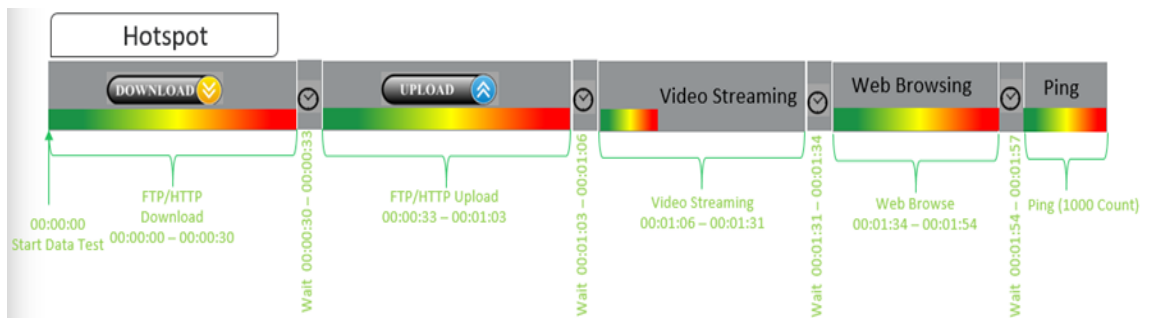 Hotspot
DOWNLOAD
UPLOAD
Video Streaming
Web Browsing
Ping
00:00:00
Start Data Test
FTP/HTTP
Download
00:00:00 – 00:00:30
Wait 00:00:30 – 00:00:33
FTP/HTTP Upload
00:00:33 – 00:01:03
Wait 00:01:03 – 00:01:06
Video Streaming
00:01:06 – 00:01:31
Wait 00:01:31 – 00:01:34
Web Browse
00:01:34 – 00:01:54
Wait 00:01:54 – 00:01:57
Ping (1000 Count)